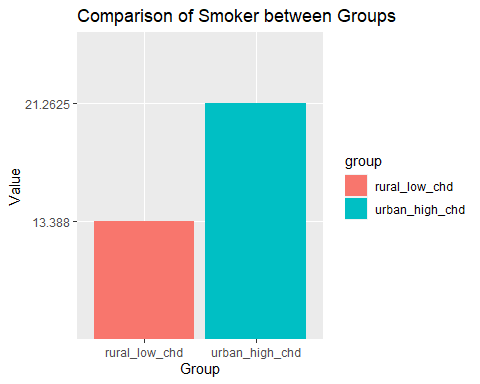 Comparison of Smoker between Groups
21.2625
13.388
Value
rural_low_chd
urban_high_chd
Group
group
rural_low_chd
urban_high_chd